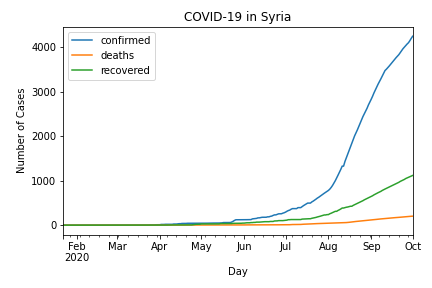 COVID-19 in Syria
confirmed
deaths
recovered
Number of Cases
4000
3000
2000
1000
0
Feb Mar Apr May Jun Jul Aug Sep Oct
2020
Day